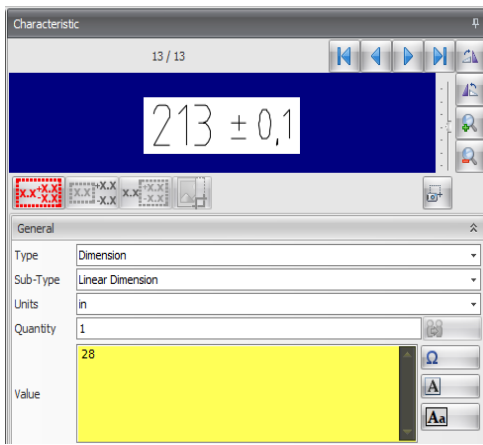 Characteristic
13 / 13
213 ± 0,1
x.x +x.x -x.x x.x +x.x -x.x x.x +x.x -x.x
General
Type Dimension
Sub-Type Linear Dimension
Units in
Quantity 1
Value 28
Ω
A
Aa